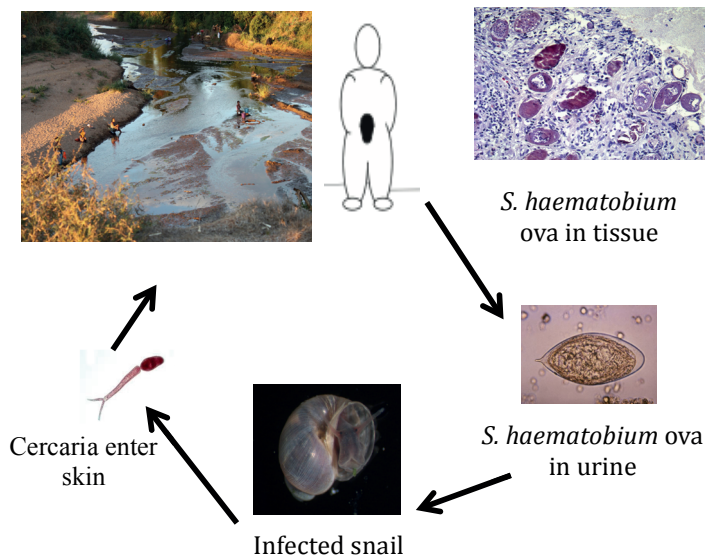 S. haematobium
ova in tissue
S. haematobium ova
in urine
Cercaria enter
skin
Infected snail